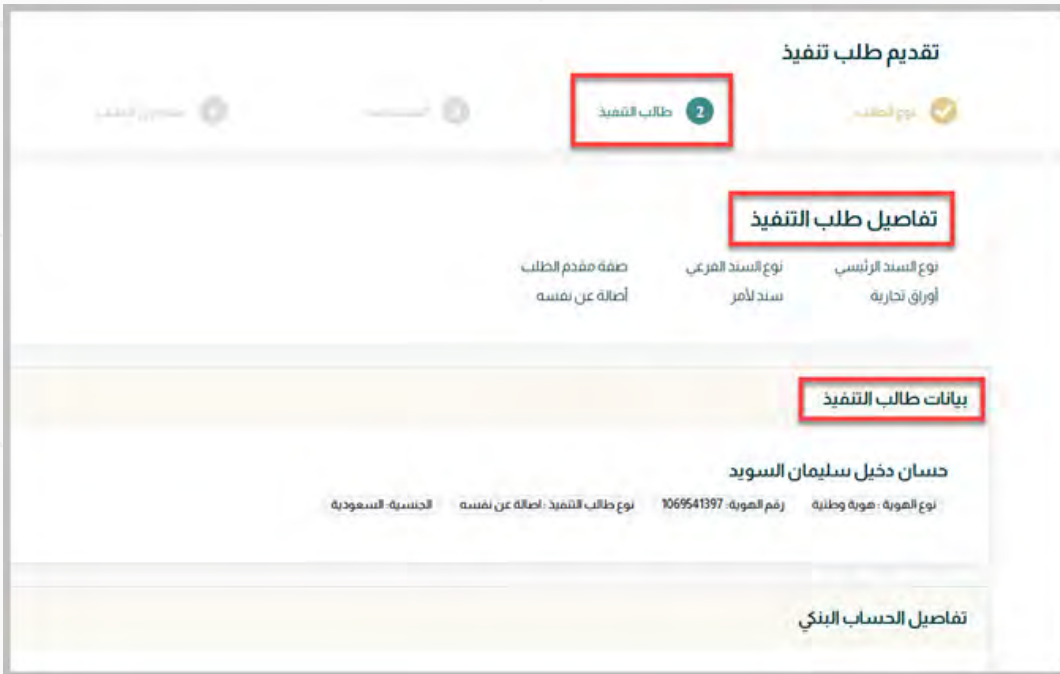 تقديم طلب تنفيذ
نوع الطلب 2 طالب التنفيذ
تفاصيل طلب التنفيذ
نوع السند الرئيسي نوع السند الفرعي صفة مقدم الطلب
أوراق تجارية سند لأمر أصالة عن نفسه
بيانات طالب التنفيذ
حسان دخيل سليمان السويد
نوع الهوية : هوية وطنية رقم الهوية: 1069541397 نوع طالب التنفيذ : اصالة عن نفسه الجنسية: السعودية
تفاصيل الحساب البنكي